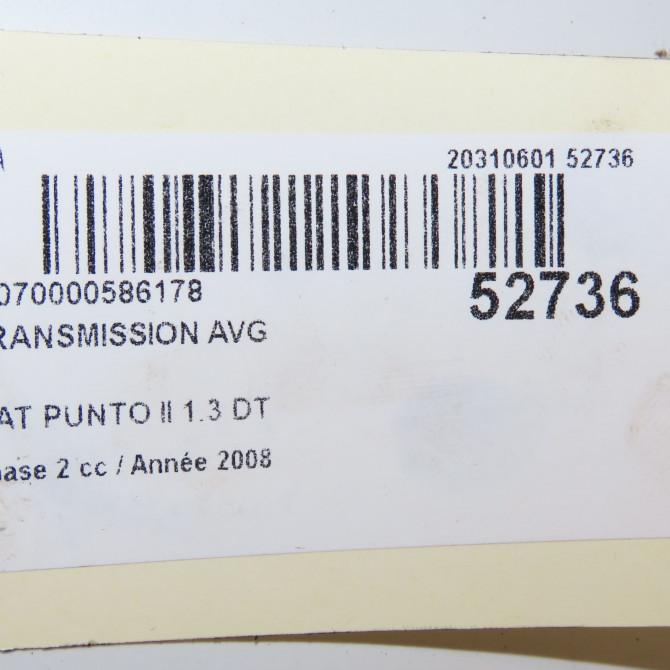 A 20310601 52736
070000586178 52736
RANSMISSION AVG
AT PUNTO II 1.3 DT
hase 2 cc / Année 2008